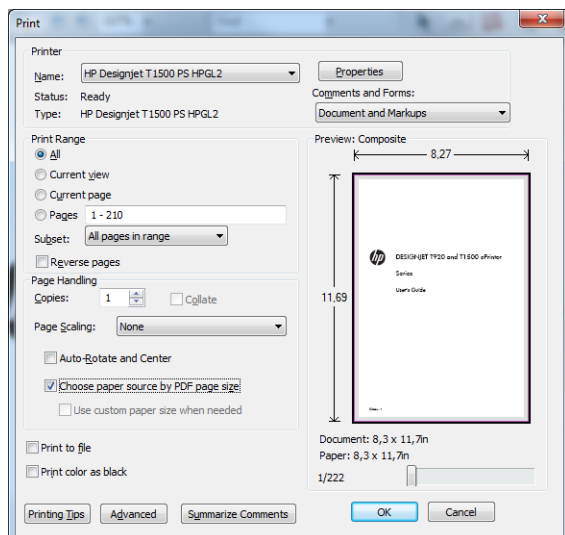 Print
Printer
Name: HP Designjet T1500 PS HPGL2 Properties
Status: Ready Comments and Forms:
Type: HP Designjet T1500 PS HPGL2 Document and Markups
Print Range
All
Current view
Current page
Pages 1 - 210
Subset: All pages in range
Reverse pages
Page Handling
Copies: 1 Collate
Page Scaling: None
Auto-Rotate and Center
Choose paper source by PDF page size
Use custom paper size when needed
Print to file
Print color as black
Printing Tips Advanced Summarize Comments
Preview: Composite
8,27
11,69
hp DESIGNJET T920 and T1500 ePrinter
Series
User's Guide
Document: 8,3 x 11,7in
Paper: 8,3 x 11,7in
1/222
OK Cancel